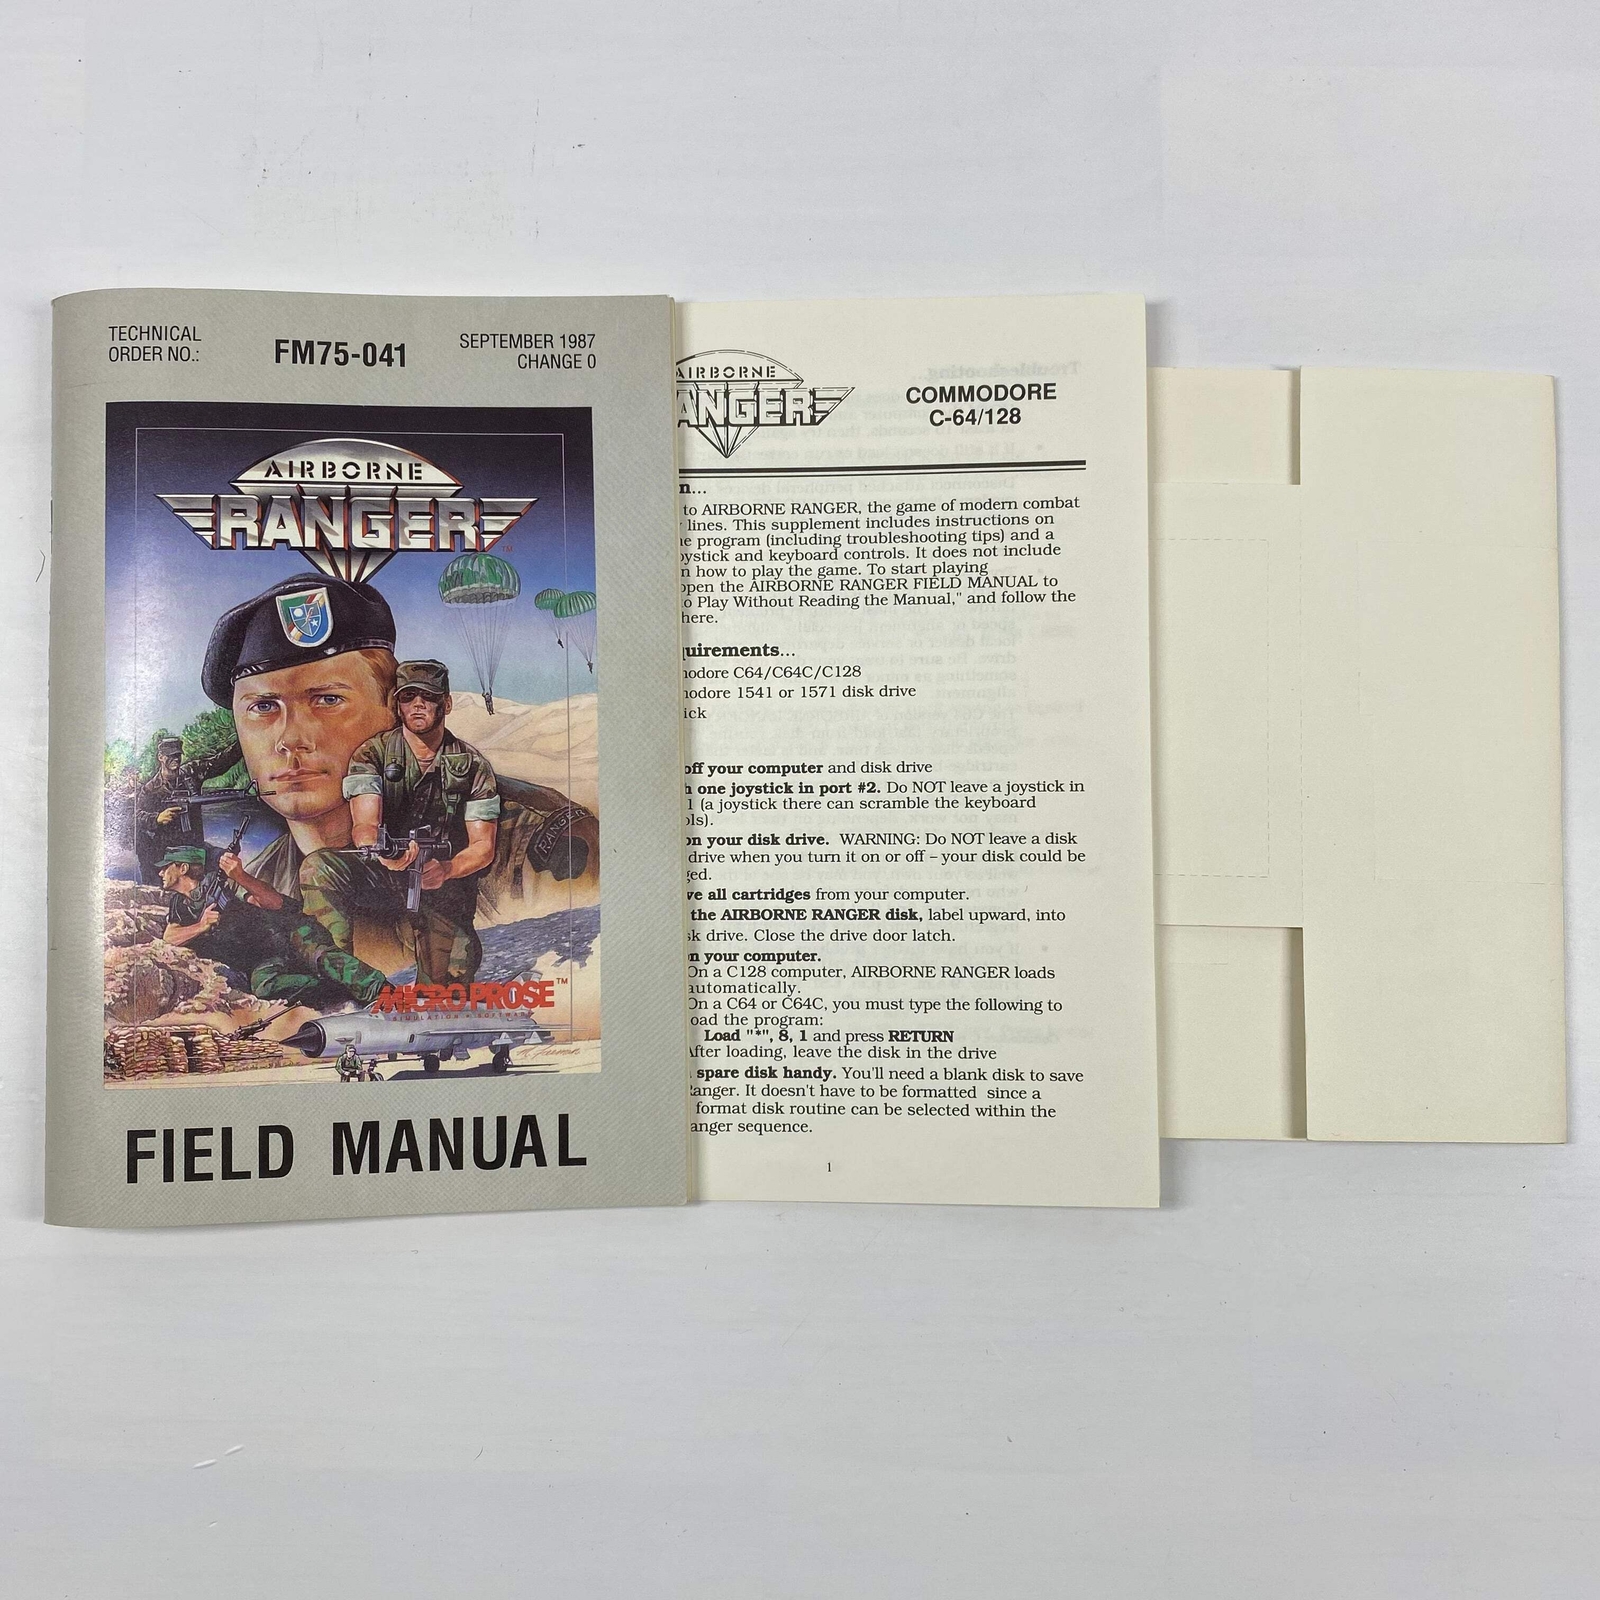 TECHNICAL
ORDER NO.:
FM75-041
SEPTEMBER 1987
CHANGE 0
AIRBORNE
RANGER™
RANGER
MICROPROSE™
SIMULATION • SOFTWARE
FIELD MANUAL
AIRBORNE
ANGER
COMMODORE
C-64/128
n...
to AIRBORNE RANGER, the game of modern combat
lines. This supplement includes instructions on
e program (including troubleshooting tips) and a
oystick and keyboard controls. It does not include
n how to play the game. To start playing
open the AIRBORNE RANGER FIELD MANUAL to
o Play Without Reading the Manual," and follow the
here.
uirements...
modore C64/C64C/C128
modore 1541 or 1571 disk drive
ick
off your computer and disk drive
h one joystick in port #2. Do NOT leave a joystick in
1 (a joystick there can scramble the keyboard
ols).
on your disk drive. WARNING: Do NOT leave a disk
drive when you turn it on or off – your disk could be
ged.
ve all cartridges from your computer.
the AIRBORNE RANGER disk, label upward, into
sk drive. Close the drive door latch.
on your computer.
On a C128 computer, AIRBORNE RANGER loads
automatically.
On a C64 or C64C, you must type the following to
oad the program:
Load "*", 8, 1 and press RETURN
After loading, leave the disk in the drive
spare disk handy. You'll need a blank disk to save
Ranger. It doesn't have to be formatted since a
format disk routine can be selected within the
anger sequence.
1